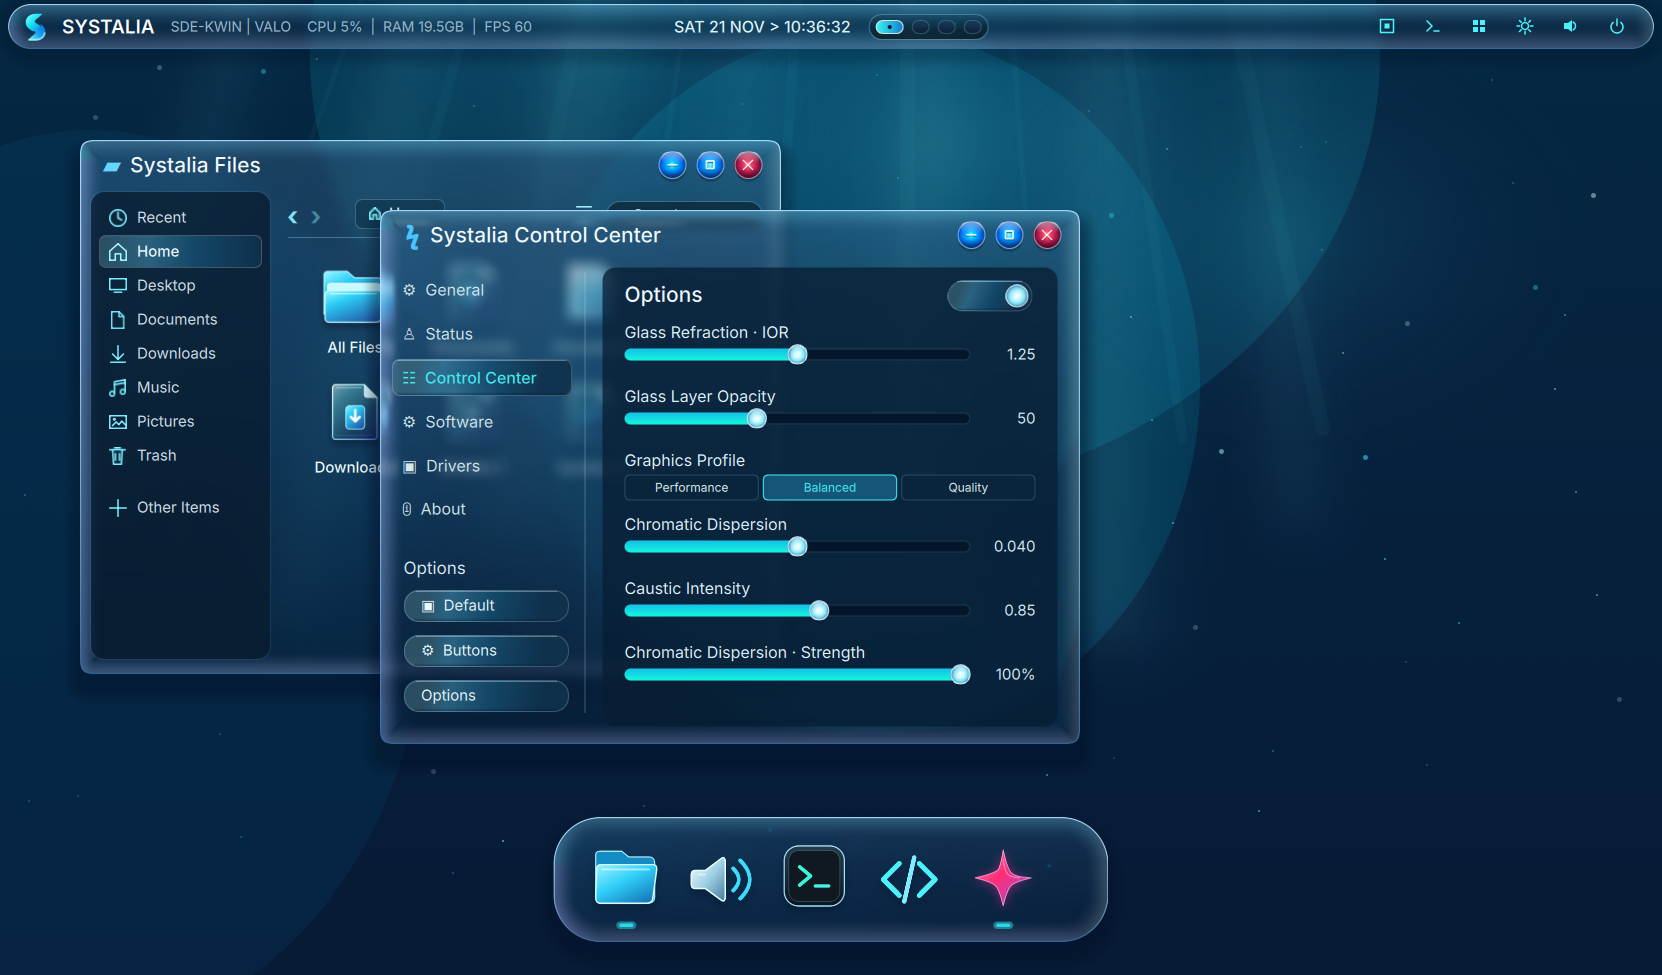 SYSTALIA SDE-KWIN | VALO CPU 5% | RAM 19.5GB | FPS 60 SAT 21 NOV > 10:36:32
Systalia Files
Recent
Home
Desktop
Documents
Downloads
Music
Pictures
Trash
Other Items
All Files
Downloa
Systalia Control Center
General
Status
Control Center
Software
Drivers
About
Options
Default
Buttons
Options
Options
Glass Refraction · IOR
1.25
Glass Layer Opacity
50
Graphics Profile
Performance Balanced Quality
Chromatic Dispersion
0.040
Caustic Intensity
0.85
Chromatic Dispersion · Strength
100%